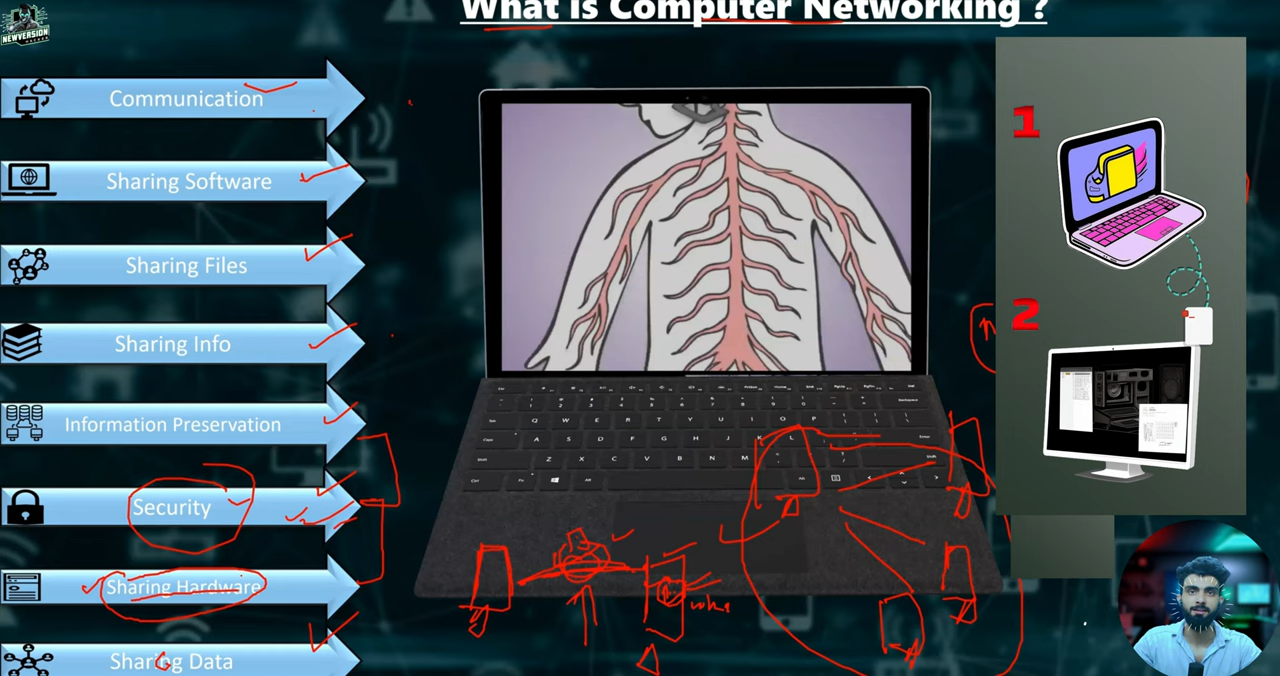 What is Computer Networking ?
NEWVERSION
Communication
Sharing Software
Sharing Files
Sharing Info
Information Preservation
Security
Sharing Hardware
Sharing Data
1
2
Q W E R T Y U I O P
A S D F G H J K L
Z X C V B N M